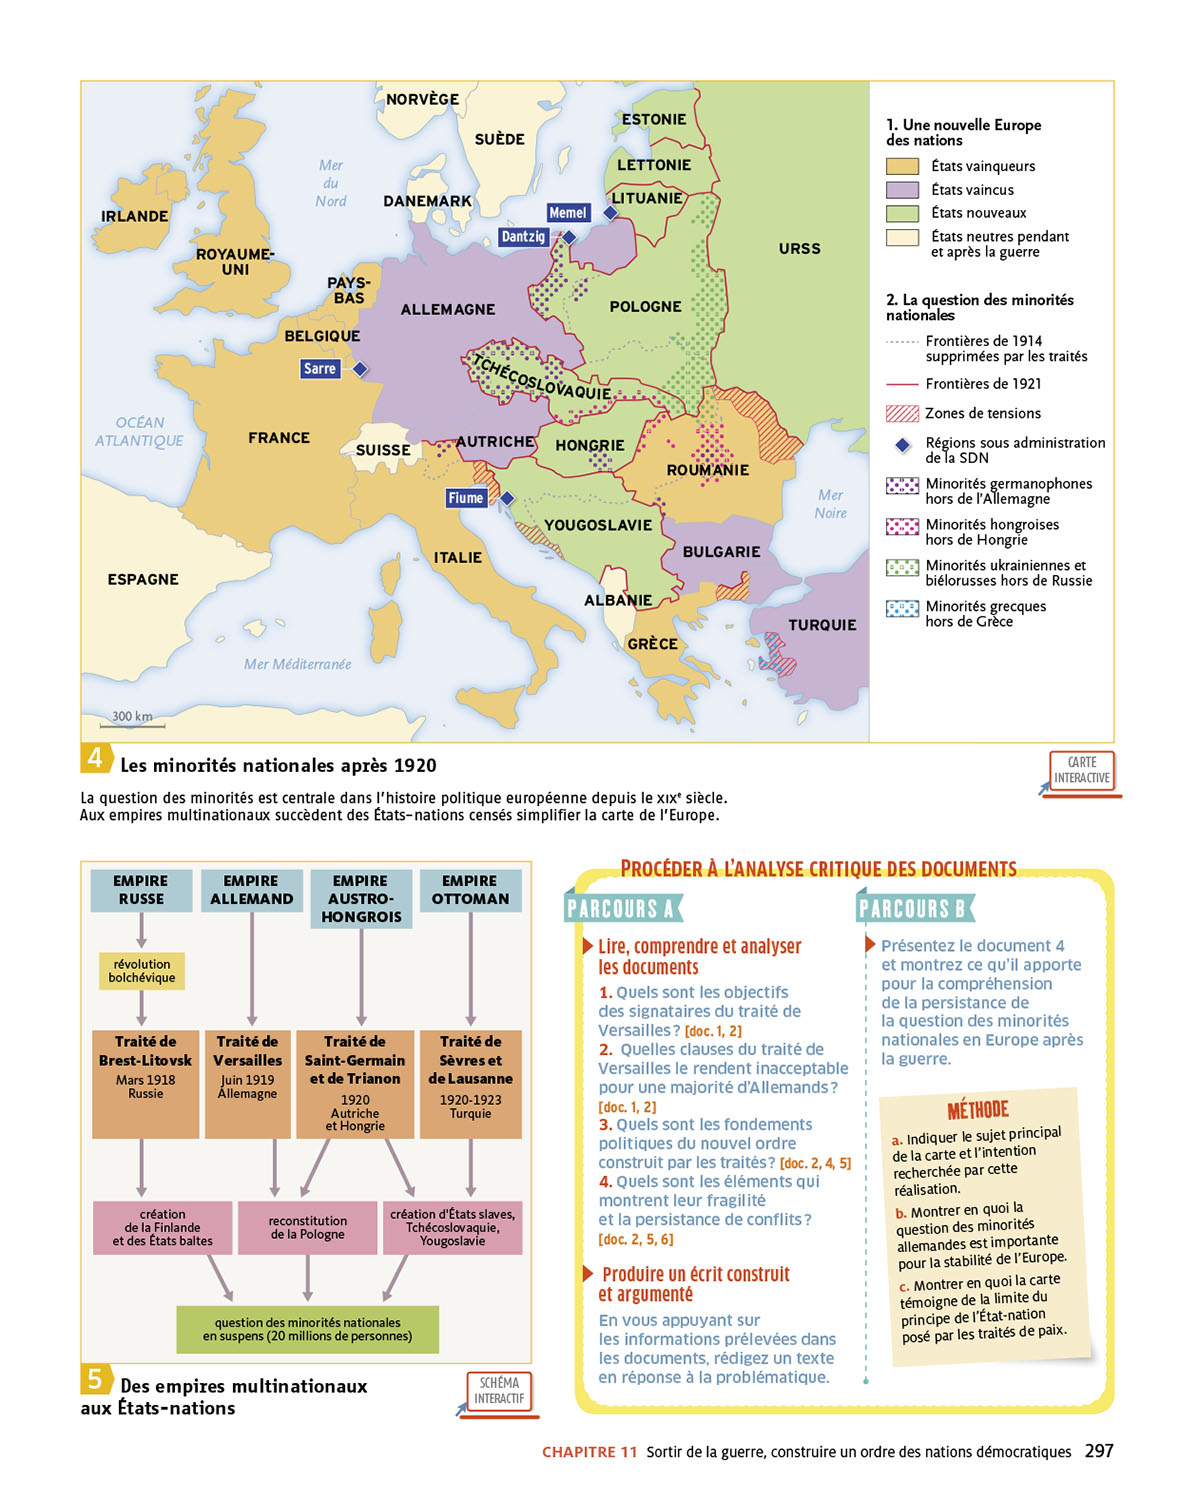 NORVÈGE
SUÈDE
ESTONIE
LETTONIE
LITUANIE
Mer
du
Nord
DANEMARK
Memel
Dantzig
IRLANDE
ROYAUME-
UNI
PAYS-
BAS
BELGIQUE
ALLEMAGNE
POLOGNE
URSS
Sarre
TCHÉCOSLOVAQUIE
OCÉAN
ATLANTIQUE
FRANCE
SUISSE
AUTRICHE
HONGRIE
ROUMANIE
Fiume
Mer
Noire
YOUGOSLAVIE
ITALIE
BULGARIE
ESPAGNE
ALBANIE
TURQUIE
GRÈCE
Mer Méditerranée
300 km
1. Une nouvelle Europe
des nations
États vainqueurs
États vaincus
États nouveaux
États neutres pendant
et après la guerre
2. La question des minorités
nationales
Frontières de 1914
supprimées par les traités
Frontières de 1921
Zones de tensions
Régions sous administration
de la SDN
Minorités germanophones
hors de l'Allemagne
Minorités hongroises
hors de Hongrie
Minorités ukrainiennes et
biélorusses hors de Russie
Minorités grecques
hors de Grèce
4 Les minorités nationales après 1920
CARTE
INTERACTIVE
La question des minorités est centrale dans l'histoire politique européenne depuis le XIXe siècle.
Aux empires multinationaux succèdent des États-nations censés simplifier la carte de l'Europe.
EMPIRE
RUSSE
EMPIRE
ALLEMAND
EMPIRE
AUSTRO-
HONGROIS
EMPIRE
OTTOMAN
révolution
bolchévique
Traité de
Brest-Litovsk
Mars 1918
Russie
Traité de
Versailles
Juin 1919
Allemagne
Traité de
Saint-Germain
et de Trianon
1920
Autriche
et Hongrie
Traité de
Sèvres et
de Lausanne
1920-1923
Turquie
création
de la Finlande
et des États baltes
reconstitution
de la Pologne
création d'États slaves,
Tchécoslovaquie,
Yougoslavie
question des minorités nationales
en suspens (20 millions de personnes)
5 Des empires multinationaux
aux États-nations
SCHÉMA
INTERACTIF
PROCÉDER À L'ANALYSE CRITIQUE DES DOCUMENTS
PARCOURS A
Lire, comprendre et analyser
les documents
1. Quels sont les objectifs
des signataires du traité de
Versailles ? [doc. 1, 2]
2. Quelles clauses du traité de
Versailles le rendent inacceptable
pour une majorité d'Allemands ?
[doc. 1, 2]
3. Quels sont les fondements
politiques du nouvel ordre
construit par les traités ? [doc. 2, 4, 5]
4. Quels sont les éléments qui
montrent leur fragilité
et la persistance de conflits ?
[doc. 2, 5, 6]
Produire un écrit construit
et argumenté
En vous appuyant sur
les informations prélevées dans
les documents, rédigez un texte
en réponse à la problématique.
PARCOURS B
Présentez le document 4
et montrez ce qu'il apporte
pour la compréhension
de la persistance de
la question des minorités
nationales en Europe après
la guerre.
MÉTHODE
a. Indiquer le sujet principal
de la carte et l'intention
recherchée par cette
réalisation.
b. Montrer en quoi la
question des minorités
allemandes est importante
pour la stabilité de l'Europe.
c. Montrer en quoi la carte
témoigne de la limite du
principe de l'État-nation
posé par les traités de paix.
CHAPITRE 11 Sortir de la guerre, construire un ordre des nations démocratiques 297